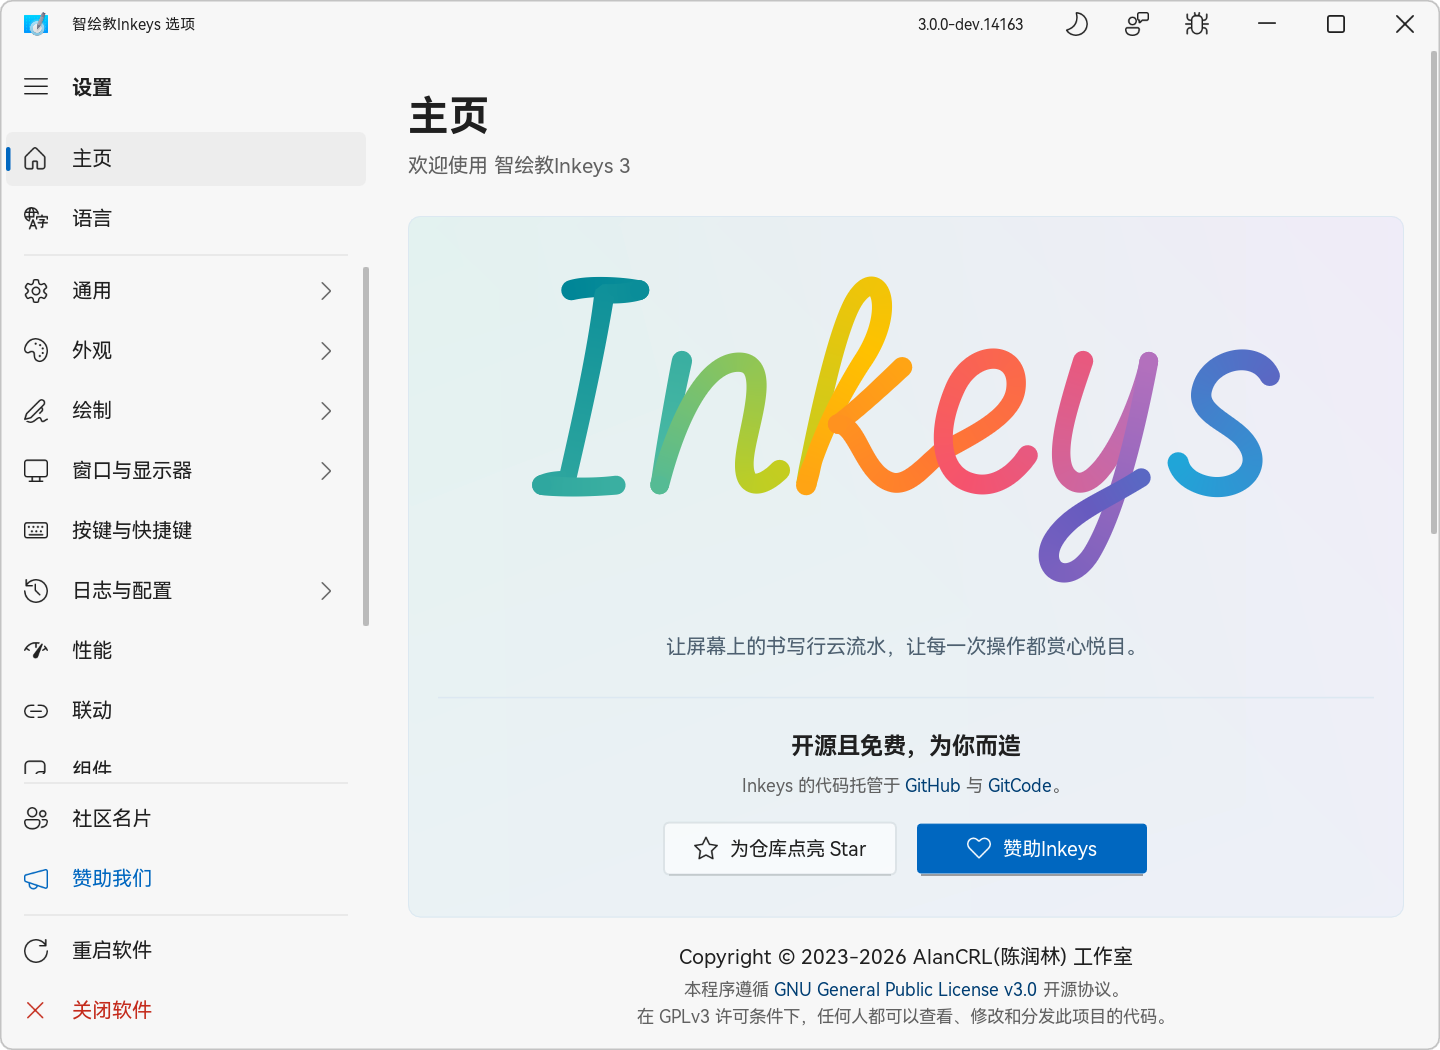 智绘教Inkeys 选项
3.0.0-dev.14163
设置
主页
语言
通用
外观
绘制
窗口与显示器
按键与快捷键
日志与配置
性能
联动
组件
社区名片
赞助我们
重启软件
关闭软件
主页
欢迎使用 智绘教Inkeys 3
Inkeys
让屏幕上的书写行云流水，让每一次操作都赏心悦目。
开源且免费，为你而造
Inkeys 的代码托管于 GitHub 与 GitCode。
为仓库点亮 Star
赞助Inkeys
Copyright © 2023-2026 AlanCRL(陈润林) 工作室
本程序遵循 GNU General Public License v3.0 开源协议。
在 GPLv3 许可条件下，任何人都可以查看、修改和分发此项目的代码。